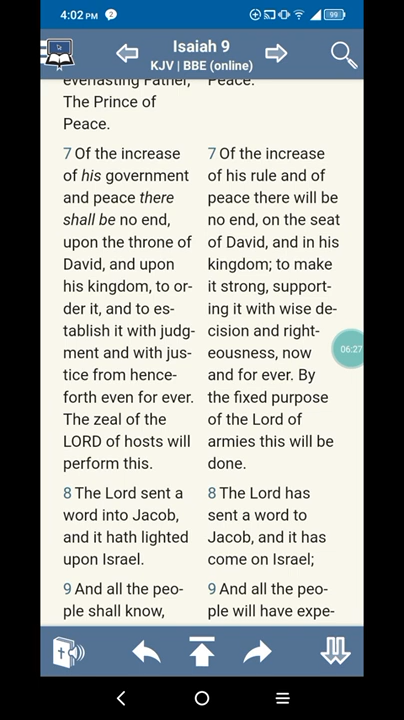 4:02 PM 2 99
Isaiah 9
KJV | BBE (online)
everlasting Father,
The Prince of
Peace.
7 Of the increase
of his government
and peace there
shall be no end,
upon the throne of
David, and upon
his kingdom, to or-
der it, and to es-
tablish it with judg-
ment and with jus-
tice from hence-
forth even for ever.
The zeal of the
LORD of hosts will
perform this.
8 The Lord sent a
word into Jacob,
and it hath lighted
upon Israel.
9 And all the peo-
ple shall know,
Peace.
7 Of the increase
of his rule and of
peace there will be
no end, on the seat
of David, and in his
kingdom; to make
it strong, support-
ing it with wise de-
cision and right-
eousness, now
and for ever. By
the fixed purpose
of the Lord of
armies this will be
done.
8 The Lord has
sent a word to
Jacob, and it has
come on Israel;
9 And all the peo-
ple will have expe-
06:27